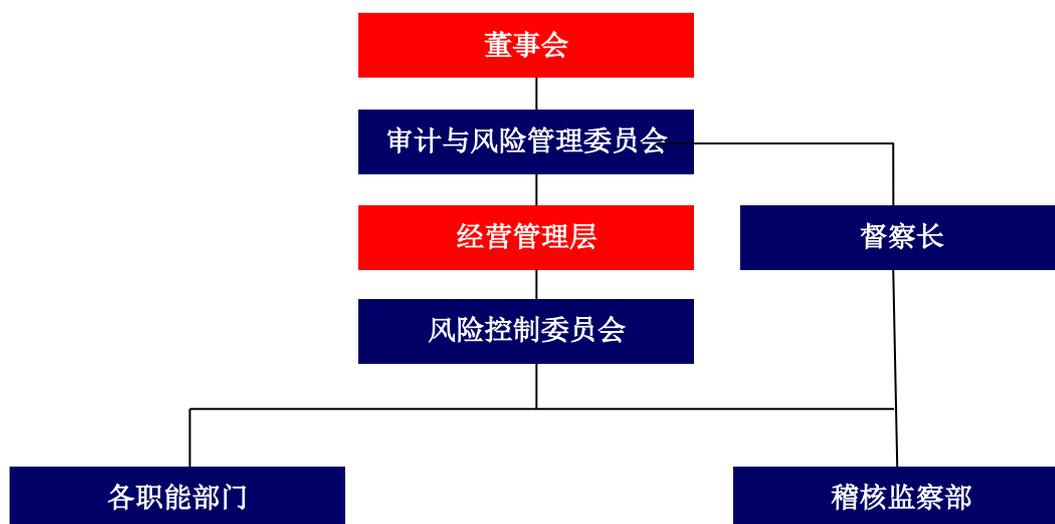 董事会
审计与风险管理委员会
经营管理层
督察长
风险控制委员会
各职能部门
稽核监察部